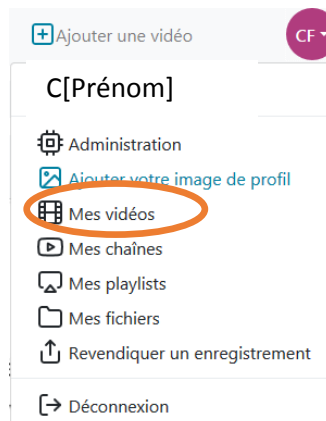 Ajouter une vidéo
CF
C[Prénom]
Administration
Ajouter votre image de profil
Mes vidéos
Mes chaînes
Mes playlists
Mes fichiers
Revendiquer un enregistrement
Déconnexion